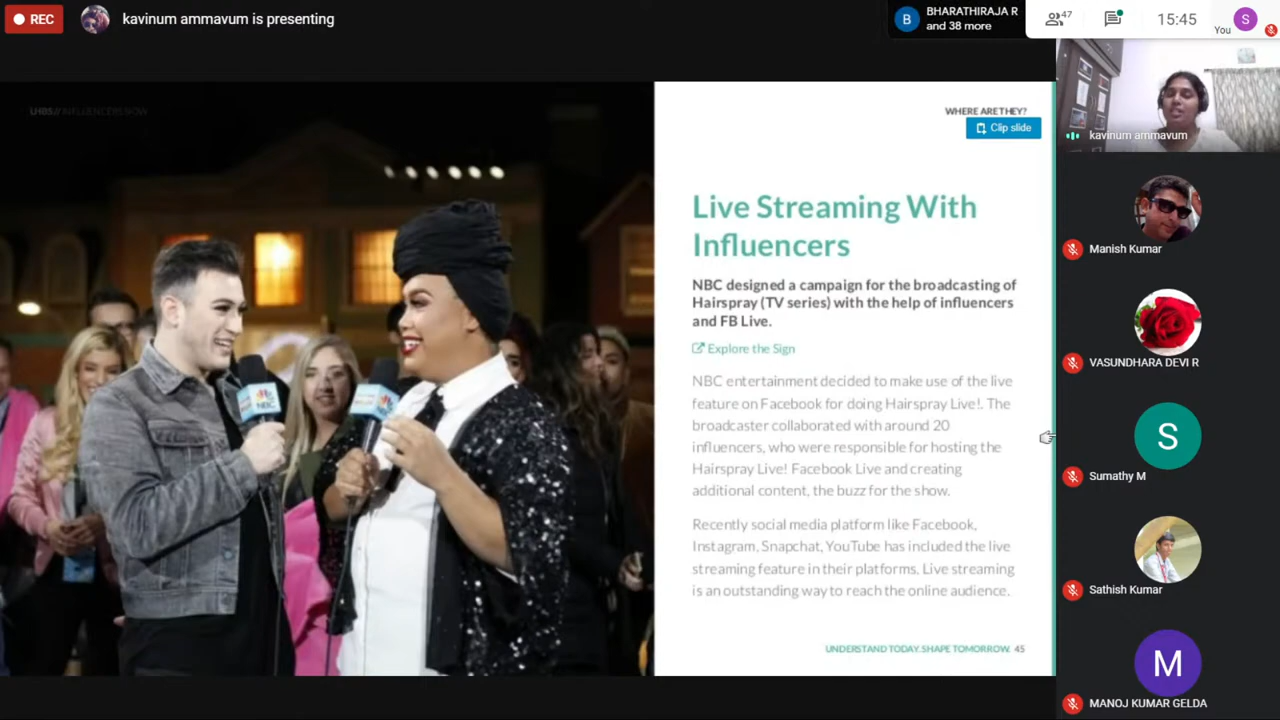 REC
kavinum ammavum is presenting
B
BHARATHIRAJA R
and 38 more
47
15:45
You
S
LHBS// INFLUENCERSNOW
WHERE ARE THEY?
Clip slide
Live Streaming With
Influencers
NBC designed a campaign for the broadcasting of
Hairspray (TV series) with the help of influencers
and FB Live.
Explore the Sign
NBC entertainment decided to make use of the live
feature on Facebook for doing Hairspray Live!. The
broadcaster collaborated with around 20
influencers, who were responsible for hosting the
Hairspray Live! Facebook Live and creating
additional content, the buzz for the show.
Recently social media platform like Facebook,
Instagram, Snapchat, YouTube has included the live
streaming feature in their platforms. Live streaming
is an outstanding way to reach the online audience.
UNDERSTAND TODAY. SHAPE TOMORROW. 45
NBC
kavinum ammavum
Manish Kumar
VASUNDHARA DEVI R
S
Sumathy M
Sathish Kumar
M
MANOJ KUMAR GELDA